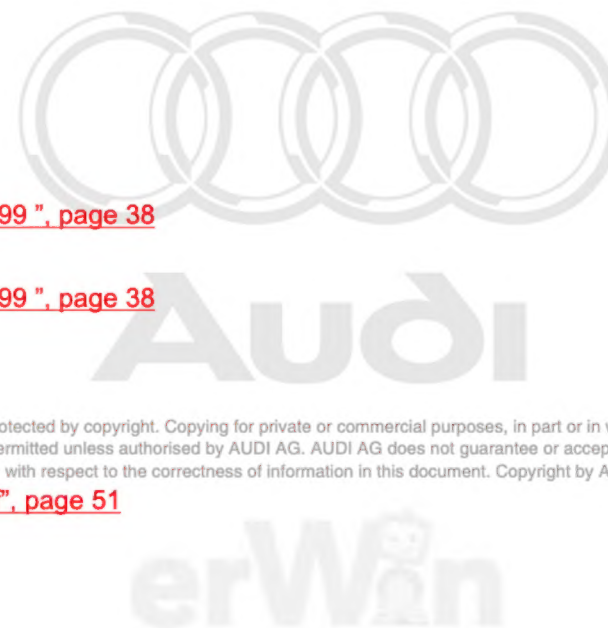 99 ”, page 38
Audi
99 ”, page 38
otected by copyright. Copying for private or commercial purposes, in part or in
ermitted unless authorised by AUDI AG. AUDI AG does not guarantee or accep
with respect to the correctness of information in this document. Copyright by A
”, page 51
erWin